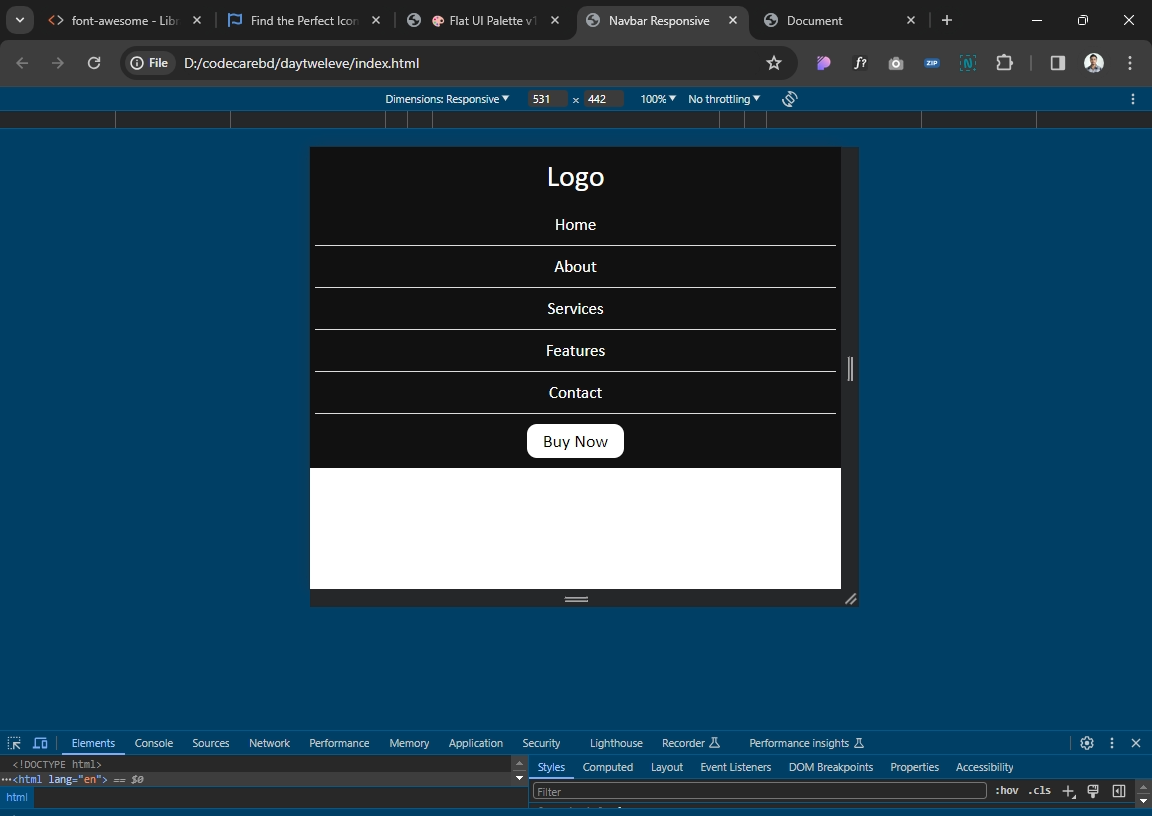 font-awesome - Libr
Find the Perfect Icon
Flat UI Palette v1
Navbar Responsive
Document
File D:/codecarebd/daytweleve/index.html
f?
ZIP
N
Dimensions: Responsive 531 × 442 100% No throttling
Logo
Home
About
Services
Features
Contact
Buy Now
Elements Console Sources Network Performance Memory Application Security Lighthouse Recorder Performance insights
<!DOCTYPE html>
···<html lang="en"> == $0
html
Styles Computed Layout Event Listeners DOM Breakpoints Properties Accessibility
Filter :hov .cls